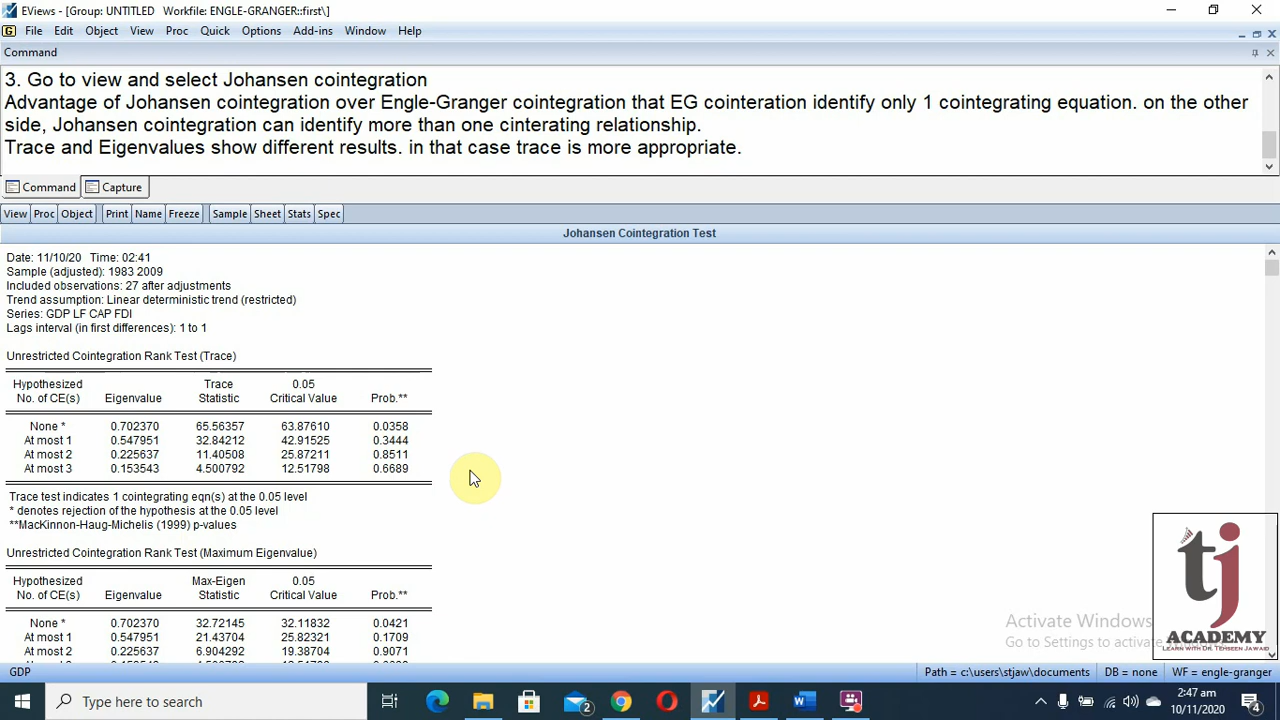 EViews - [Group: UNTITLED   Workfile: ENGLE-GRANGER::first\]
File Edit Object View Proc Quick Options Add-ins Window Help
Command
3. Go to view and select Johansen cointegration
Advantage of Johansen cointegration over Engle-Granger cointegration that EG cointeration identify only 1 cointegrating equation. on the other
side, Johansen cointegration can identify more than one cinterating relationship.
Trace and Eigenvalues show different results. in that case trace is more appropriate.
Command Capture
View Proc Object Print Name Freeze Sample Sheet Stats Spec
Johansen Cointegration Test
Date: 11/10/20   Time: 02:41
Sample (adjusted): 1983 2009
Included observations: 27 after adjustments
Trend assumption: Linear deterministic trend (restricted)
Series: GDP LF CAP FDI
Lags interval (in first differences): 1 to 1
Unrestricted Cointegration Rank Test (Trace)
Hypothesized Trace 0.05
No. of CE(s) Eigenvalue Statistic Critical Value Prob.**
None * 0.702370 65.56357 63.87610 0.0358
At most 1 0.547951 32.84212 42.91525 0.3444
At most 2 0.225637 11.40508 25.87211 0.8511
At most 3 0.153543 4.500792 12.51798 0.6689
Trace test indicates 1 cointegrating eqn(s) at the 0.05 level
* denotes rejection of the hypothesis at the 0.05 level
**MacKinnon-Haug-Michelis (1999) p-values
Unrestricted Cointegration Rank Test (Maximum Eigenvalue)
Hypothesized Max-Eigen 0.05
No. of CE(s) Eigenvalue Statistic Critical Value Prob.**
None * 0.702370 32.72145 32.11832 0.0421
At most 1 0.547951 21.43704 25.82321 0.1709
At most 2 0.225637 6.904292 19.38704 0.9071
Activate Windows
Go to Settings to activate
tj
ACADEMY
LEARN WITH DR. TEHSEEN JAWAID
GDP
Path = c:\users\stjaw\documents DB = none WF = engle-granger
Type here to search
2
2:47 am
10/11/2020
4